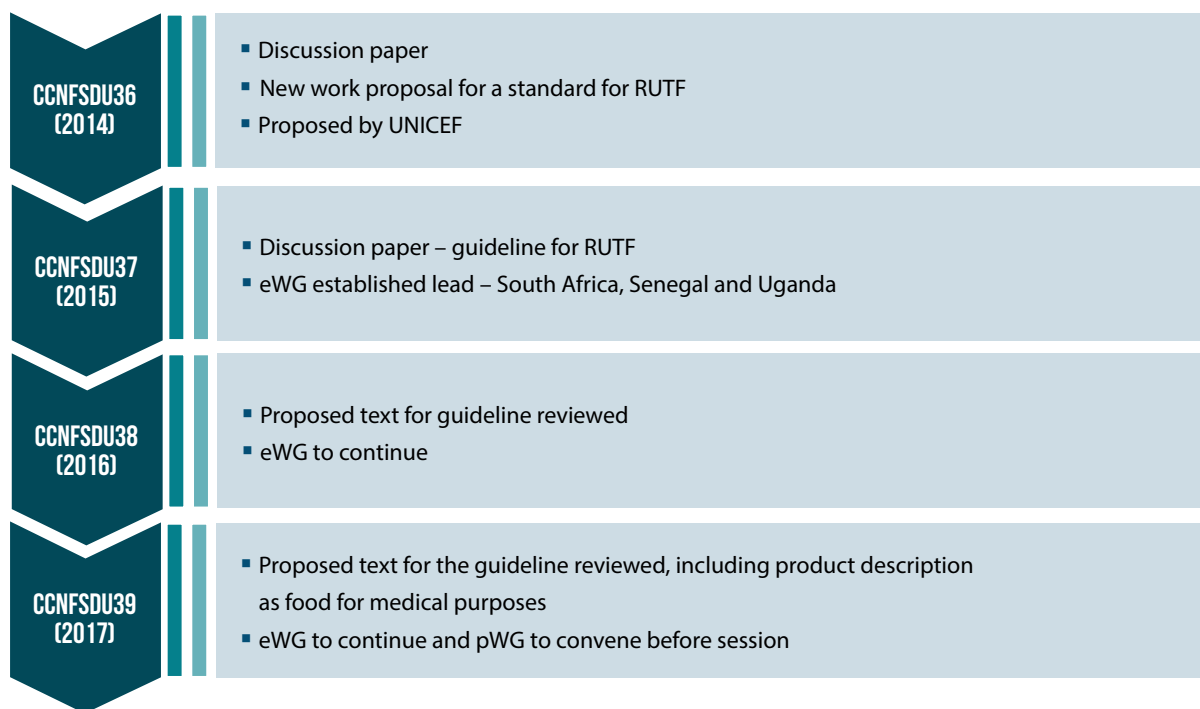 CCNFSDU36
(2014)
▪ Discussion paper
▪ New work proposal for a standard for RUTF
▪ Proposed by UNICEF
CCNFSDU37
(2015)
▪ Discussion paper – guideline for RUTF
▪ eWG established lead – South Africa, Senegal and Uganda
CCNFSDU38
(2016)
▪ Proposed text for guideline reviewed
▪ eWG to continue
CCNFSDU39
(2017)
▪ Proposed text for the guideline reviewed, including product description
as food for medical purposes
▪ eWG to continue and pWG to convene before session